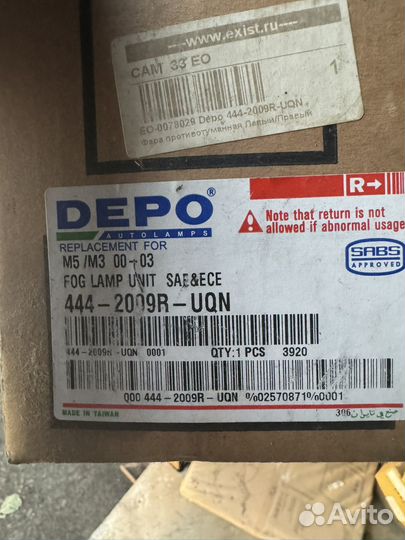 ----www.exist.ru----
CAM 33 EO
1
EO-0078029 Depo 444-2009R-UQN
Фара противотуманная Левый/Правый
DEPO®
AUTOLAMPS
R→
Note that return is not
allowed if abnormal usage
REPLACEMENT FOR
M5/M3 00-03
FOG LAMP UNIT SAE&ECE
444-2009R-UQN
SABS
APPROVED
444-2009R-UQN 0001 QTY:1 PCS 3920
Q00 444-2009R-UQN %02570871%0001
MADE IN TAIWAN
306
Avito